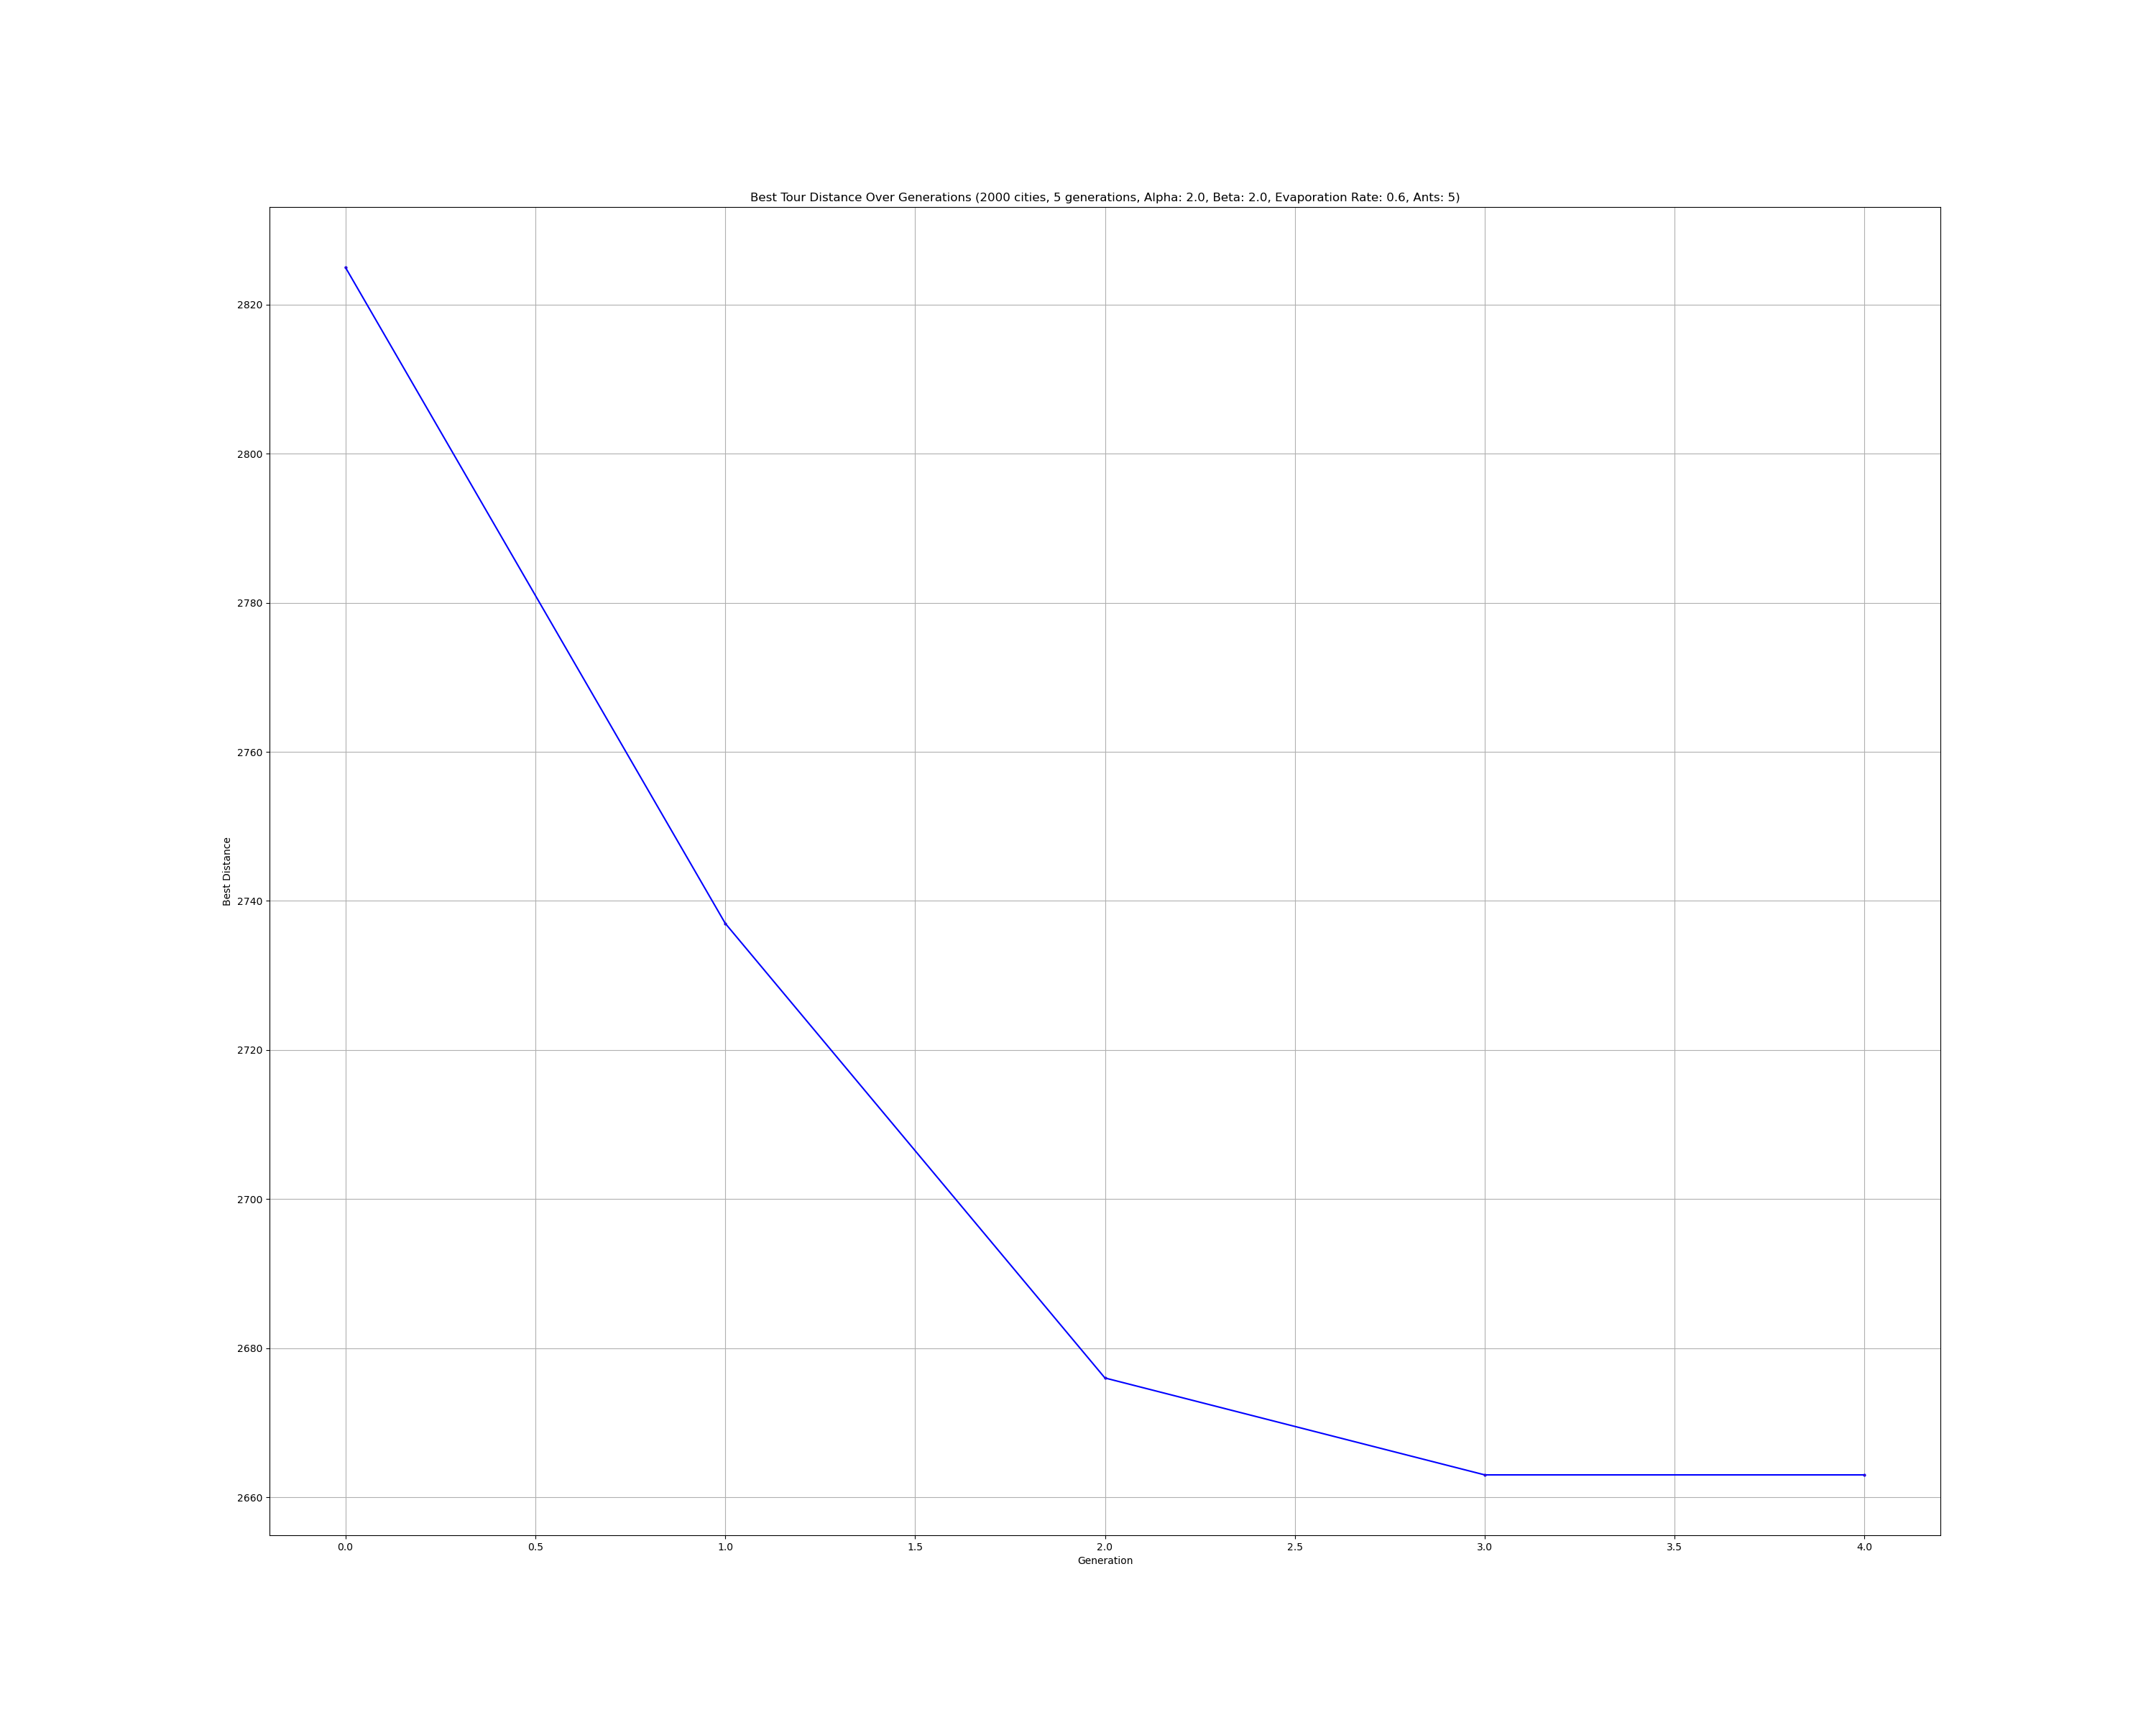 Best Tour Distance Over Generations (2000 cities, 5 generations, Alpha: 2.0, Beta: 2.0, Evaporation Rate: 0.6, Ants: 5)
2820
2800
2780
2760
2740
2720
2700
2680
2660
Best Distance
0.0 0.5 1.0 1.5 2.0 2.5 3.0 3.5 4.0
Generation